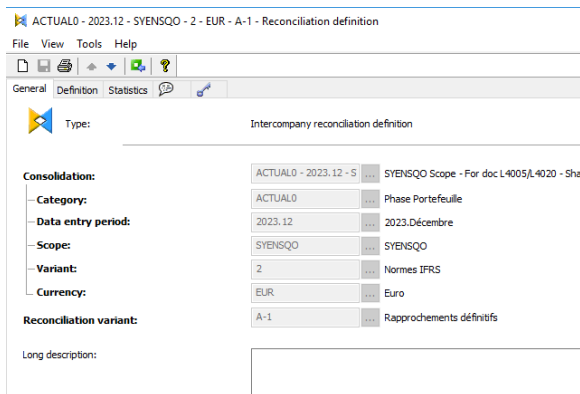 ACTUAL0 - 2023.12 - SYENSQO - 2 - EUR - A-1 - Reconciliation definition
File View Tools Help
General Definition Statistics
Type: Intercompany reconciliation definition
Consolidation: ACTUAL0 - 2023.12 - S ... SYENSQO Scope - For doc L4005/L4020 - Sha
Category: ACTUAL0 ... Phase Portefeuille
Data entry period: 2023.12 ... 2023.Décembre
Scope: SYENSQO ... SYENSQO
Variant: 2 ... Normes IFRS
Currency: EUR ... Euro
Reconciliation variant: A-1 ... Rapprochements définitifs
Long description: